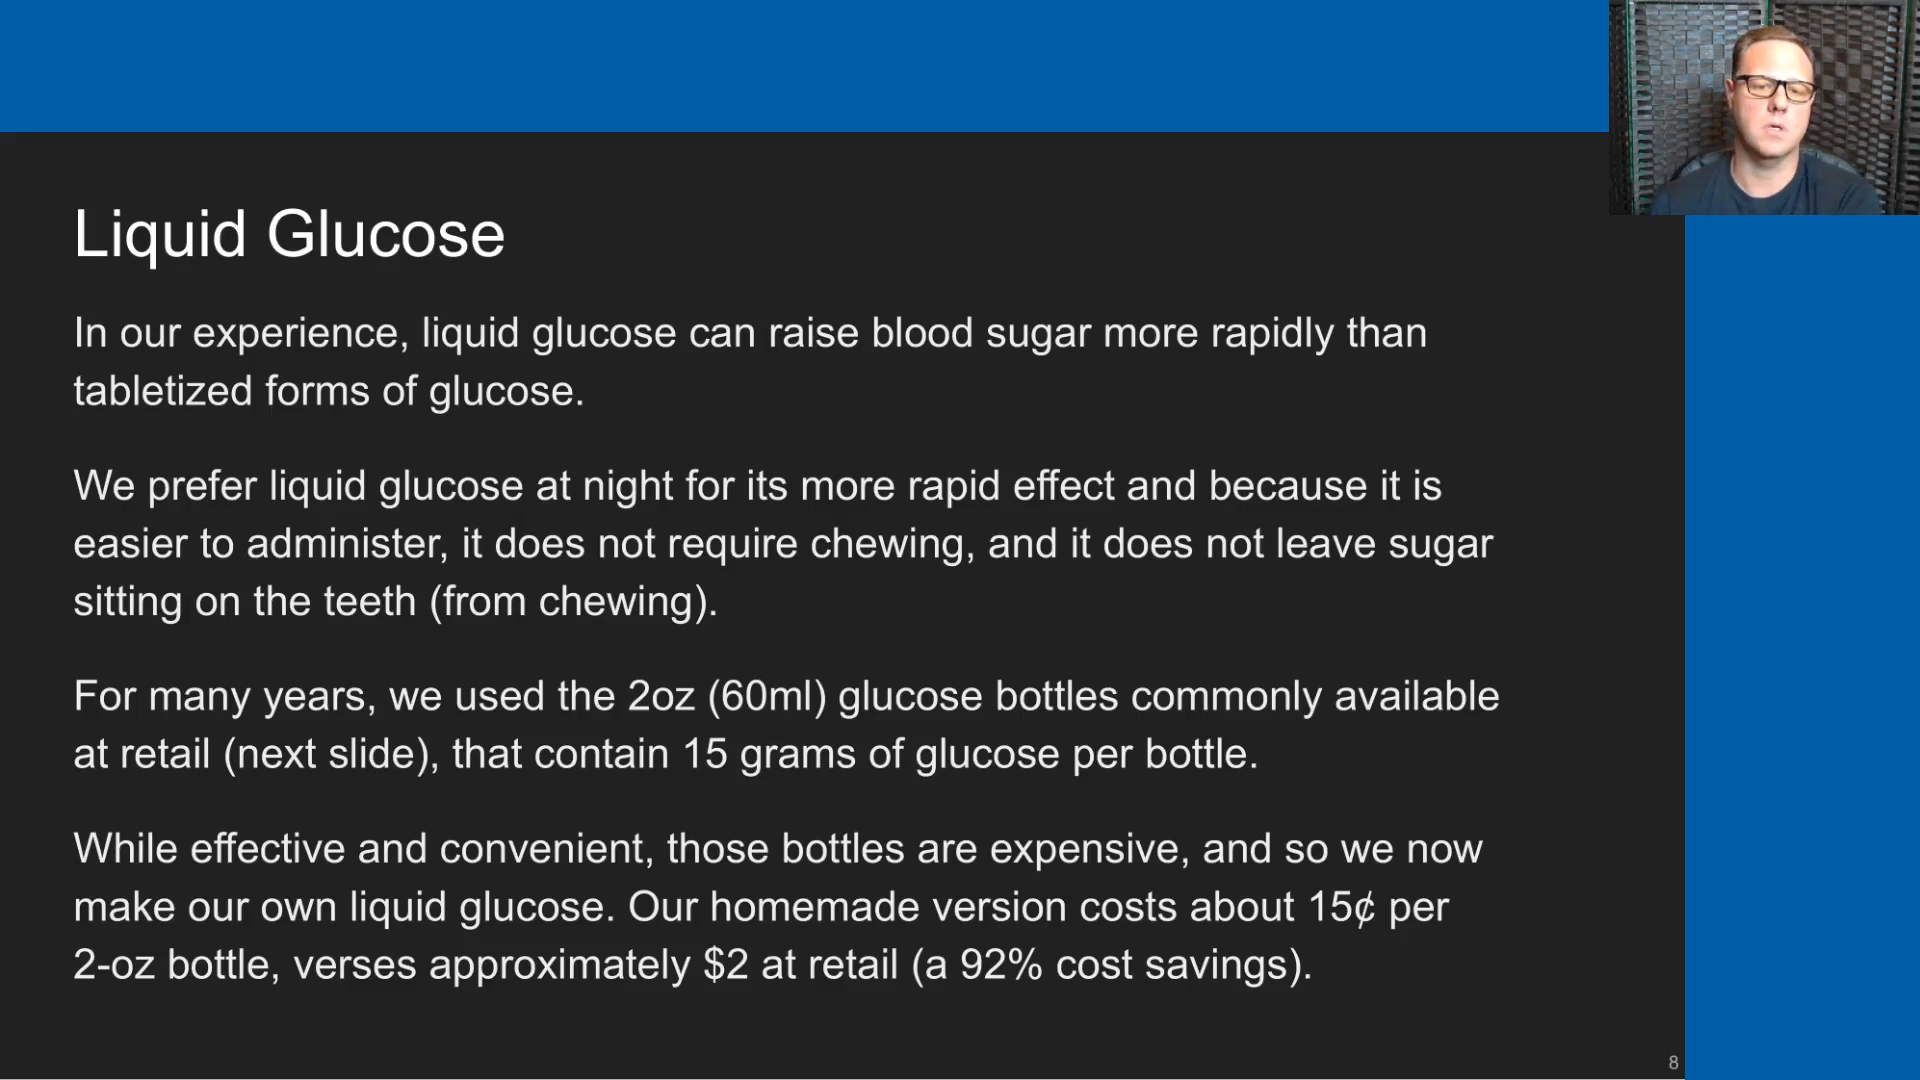 Liquid Glucose
In our experience, liquid glucose can raise blood sugar more rapidly than
tabletized forms of glucose.
We prefer liquid glucose at night for its more rapid effect and because it is
easier to administer, it does not require chewing, and it does not leave sugar
sitting on the teeth (from chewing).
For many years, we used the 2oz (60ml) glucose bottles commonly available
at retail (next slide), that contain 15 grams of glucose per bottle.
While effective and convenient, those bottles are expensive, and so we now
make our own liquid glucose. Our homemade version costs about 15¢ per
2-oz bottle, verses approximately $2 at retail (a 92% cost savings).
8